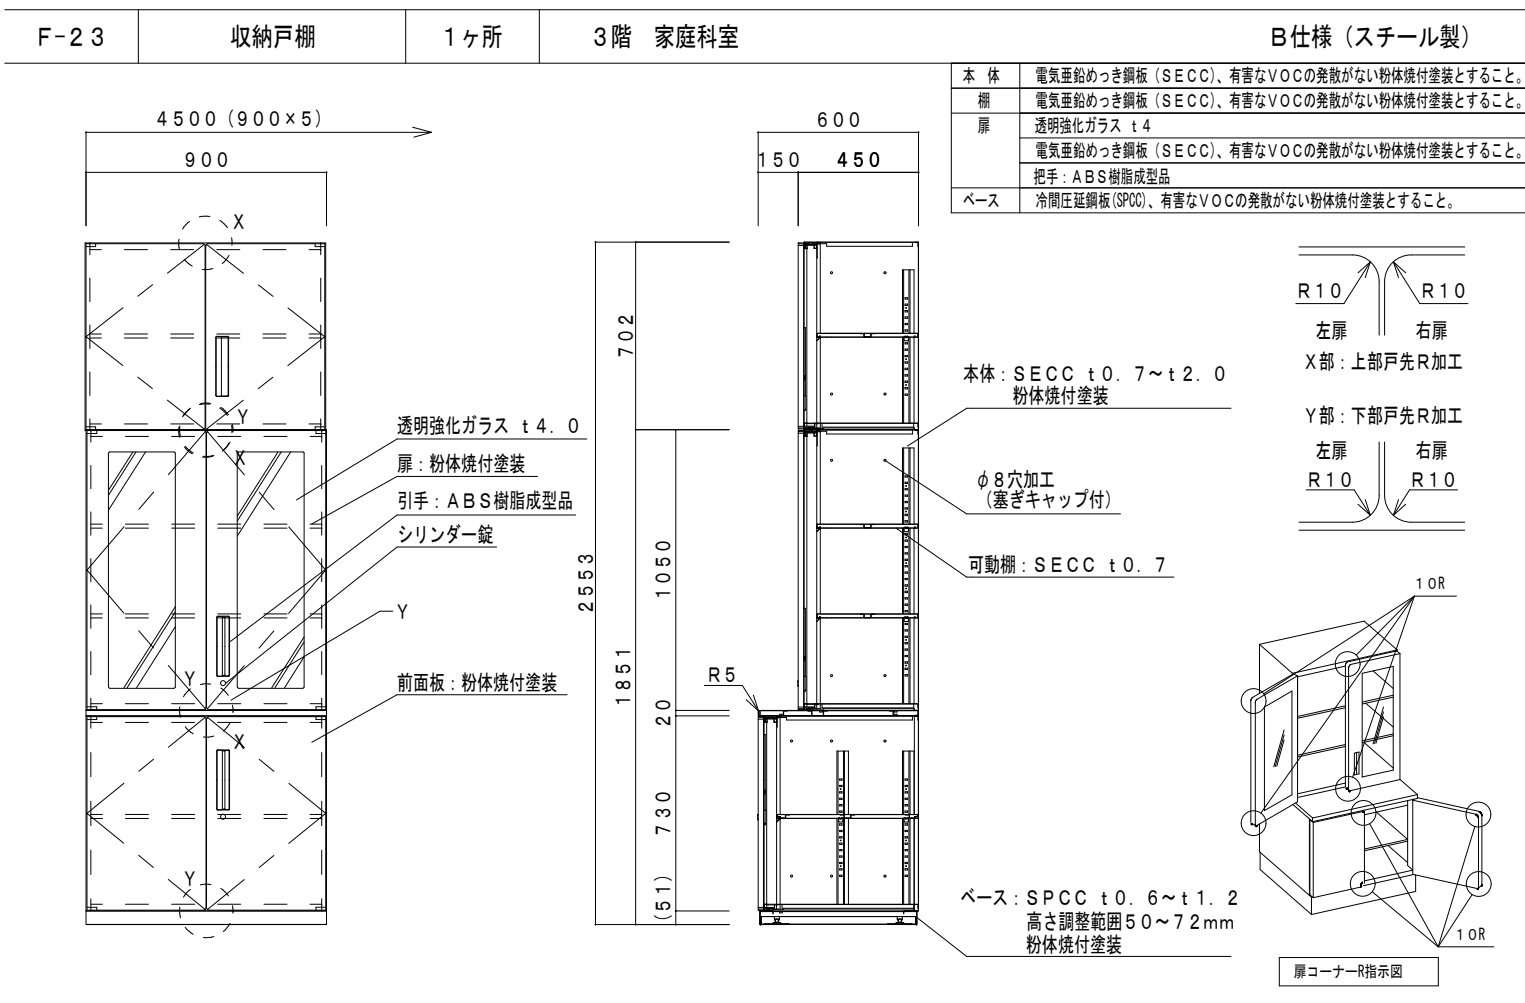 F-23 収納戸棚 1ヶ所 3階 家庭科室 B仕様（スチール製）
本体 電気亜鉛めっき鋼板（SECC）、有害なVOCの発散がない粉体焼付塗装とすること。
棚 電気亜鉛めっき鋼板（SECC）、有害なVOCの発散がない粉体焼付塗装とすること。
扉 透明強化ガラス t4
電気亜鉛めっき鋼板（SECC）、有害なVOCの発散がない粉体焼付塗装とすること。
把手：ABS樹脂成型品
ベース 冷間圧延鋼板(SPCC)、有害なVOCの発散がない粉体焼付塗装とすること。
4500（900×5）
900
X
Y
X
Y
Y
X
Y
透明強化ガラス t4.0
扉：粉体焼付塗装
引手：ABS樹脂成型品
シリンダー錠
前面板：粉体焼付塗装
600
150 450
2553
702
1851
1050
20
730
（51）
R5
本体：SECC t0.7～t2.0
粉体焼付塗装
φ8穴加工
（塞ぎキャップ付）
可動棚：SECC t0.7
ベース：SPCC t0.6～t1.2
高さ調整範囲50～72mm
粉体焼付塗装
R10 R10
左扉 右扉
X部：上部戸先R加工
Y部：下部戸先R加工
左扉 右扉
R10 R10
10R
10R
扉コーナーR指示図